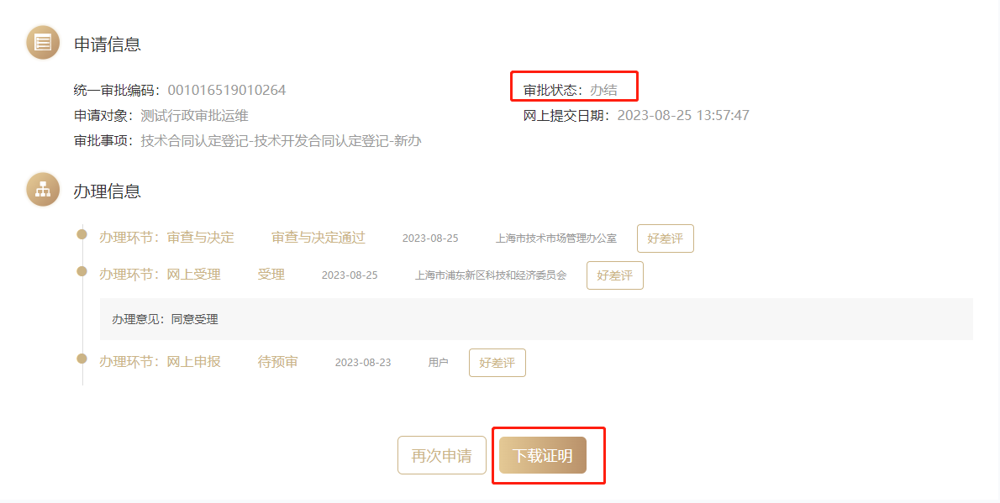 申请信息
统一审批编码：001016519010264
审批状态：办结
申请对象：测试行政审批运维
网上提交日期：2023-08-25 13:57:47
审批事项：技术合同认定登记-技术开发合同认定登记-新办
办理信息
办理环节：审查与决定 审查与决定通过 2023-08-25 上海市技术市场管理办公室 好差评
办理环节：网上受理 受理 2023-08-25 上海市浦东新区科技和经济委员会 好差评
办理意见：同意受理
办理环节：网上申报 待预审 2023-08-23 用户 好差评
再次申请 下载证明